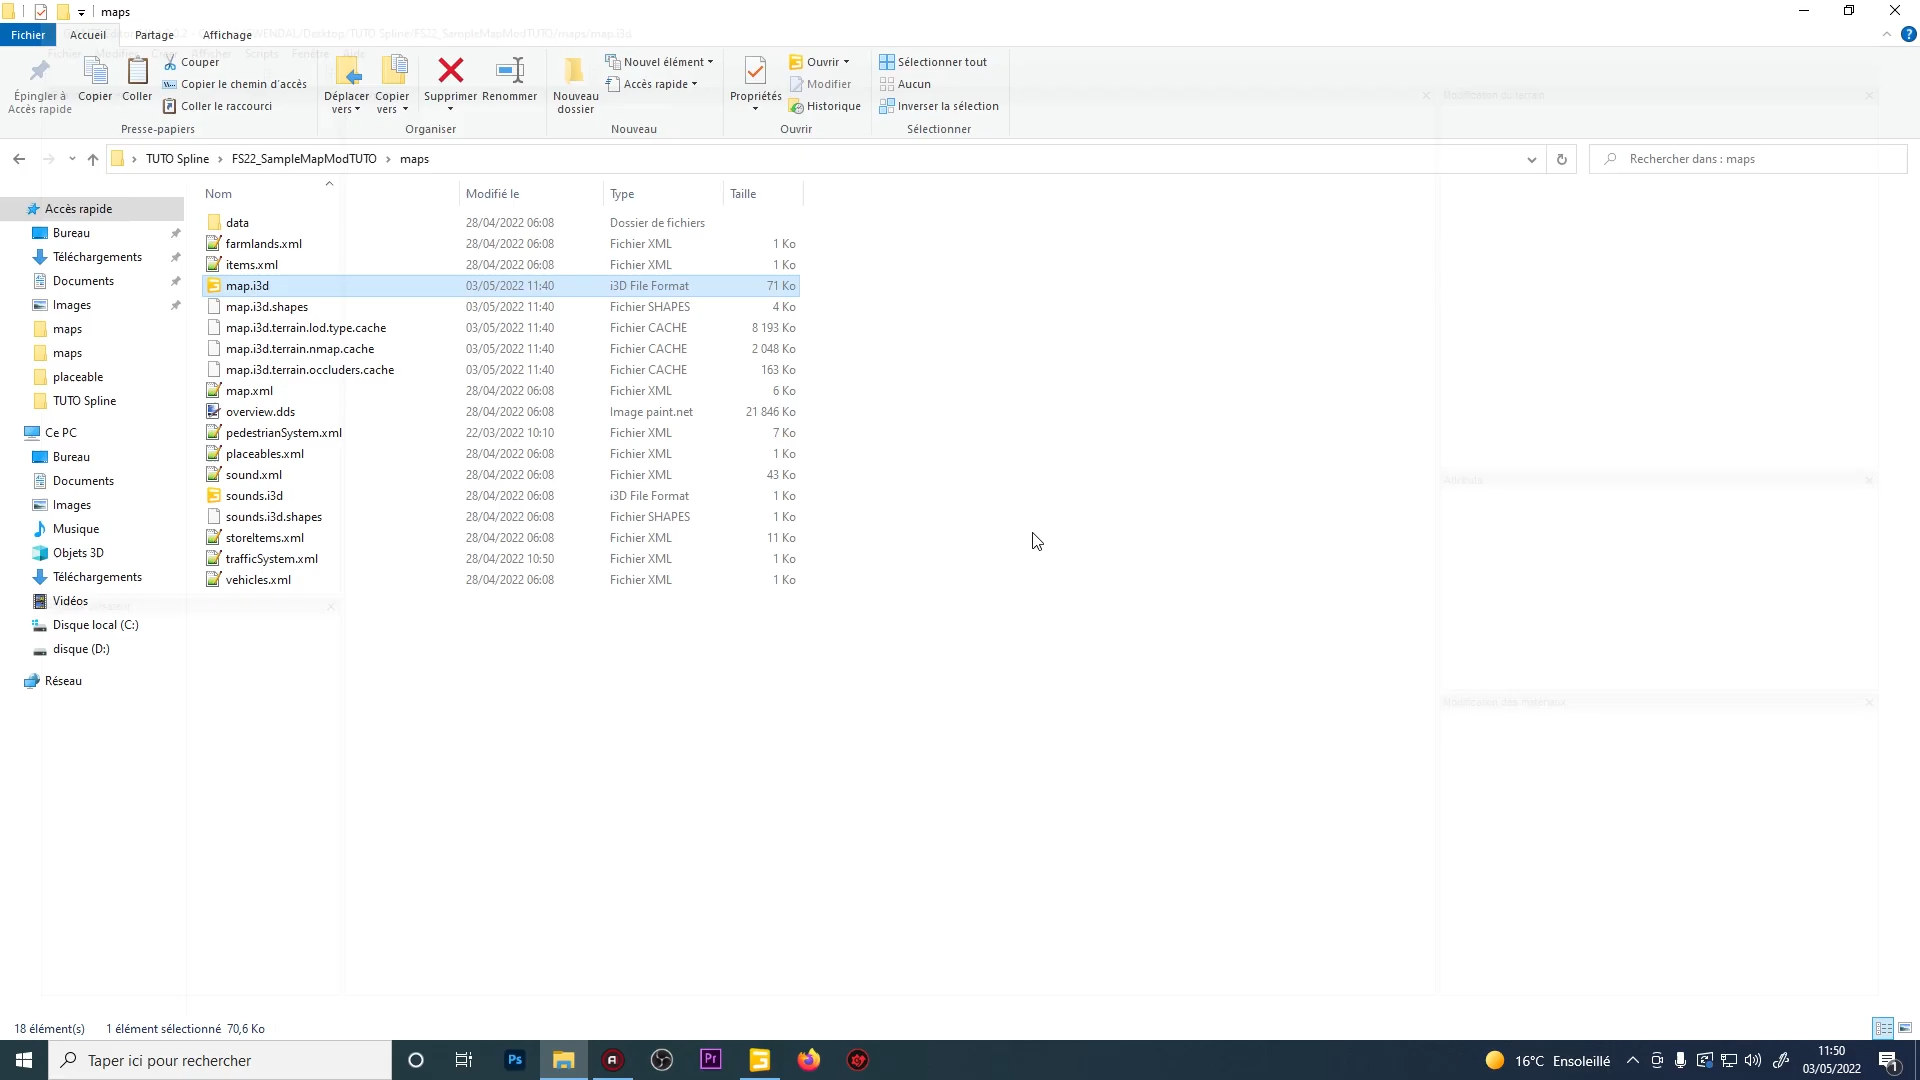 maps
Fichier
Accueil
Partage
Affichage
Épingler à
Accès rapide
Copier
Coller
Couper
Copier le chemin d'accès
Coller le raccourci
Déplacer
vers
Copier
vers
Supprimer
Renommer
Nouveau
dossier
Nouvel élément
Accès rapide
Propriétés
Ouvrir
Modifier
Historique
Sélectionner tout
Aucun
Inverser la sélection
Presse-papiers
Organiser
Nouveau
Ouvrir
Sélectionner
TUTO Spline > FS22_SampleMapModTUTO > maps
Rechercher dans : maps
Nom Modifié le Type Taille
data 28/04/2022 06:08 Dossier de fichiers
farmlands.xml 28/04/2022 06:08 Fichier XML 1 Ko
items.xml 28/04/2022 06:08 Fichier XML 1 Ko
map.i3d 03/05/2022 11:40 i3D File Format 71 Ko
map.i3d.shapes 03/05/2022 11:40 Fichier SHAPES 4 Ko
map.i3d.terrain.lod.type.cache 03/05/2022 11:40 Fichier CACHE 8 193 Ko
map.i3d.terrain.nmap.cache 03/05/2022 11:40 Fichier CACHE 2 048 Ko
map.i3d.terrain.occluders.cache 03/05/2022 11:40 Fichier CACHE 163 Ko
map.xml 28/04/2022 06:08 Fichier XML 6 Ko
overview.dds 28/04/2022 06:08 Image paint.net 21 846 Ko
pedestrianSystem.xml 22/03/2022 10:10 Fichier XML 7 Ko
placeables.xml 28/04/2022 06:08 Fichier XML 1 Ko
sound.xml 28/04/2022 06:08 Fichier XML 43 Ko
sounds.i3d 28/04/2022 06:08 i3D File Format 1 Ko
sounds.i3d.shapes 28/04/2022 06:08 Fichier SHAPES 1 Ko
storeItems.xml 28/04/2022 06:08 Fichier XML 11 Ko
trafficSystem.xml 28/04/2022 10:50 Fichier XML 1 Ko
vehicles.xml 28/04/2022 06:08 Fichier XML 1 Ko
Accès rapide
Bureau
Téléchargements
Documents
Images
maps
maps
placeable
TUTO Spline
Ce PC
Bureau
Documents
Images
Musique
Objets 3D
Téléchargements
Vidéos
Disque local (C:)
disque (D:)
Réseau
18 élément(s) 1 élément sélectionné 70,6 Ko
Taper ici pour rechercher
Ps
Pr
16°C Ensoleillé
11:50
03/05/2022
1